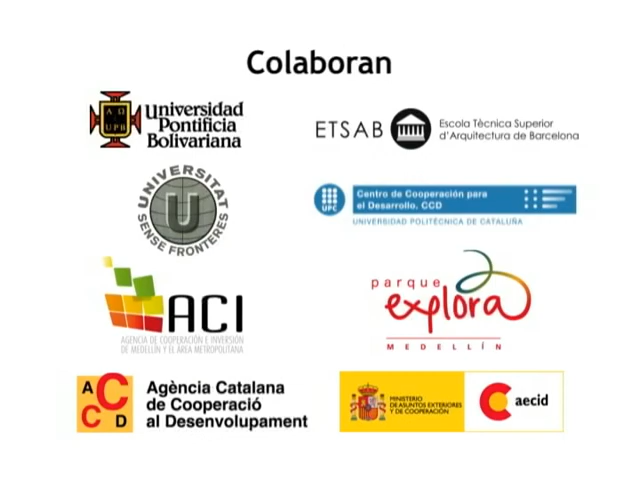 Colaboran
A Ω
UPB
Universidad
Pontificia
Bolivariana
ETSAB
Escola Tècnica Superior
d'Arquitectura de Barcelona
UNIVERSITAT
U
SENSE FRONTERES
UPC
Centro de Cooperación para
el Desarrollo, CCD
UNIVERSIDAD POLITÉCNICA DE CATALUÑA
ACI
AGENCIA DE COOPERACIÓN E INVERSIÓN
DE MEDELLÍN Y EL ÁREA METROPOLITANA
parque
explora
MEDELLÍN
A C
C D
Agència Catalana
de Cooperació
al Desenvolupament
MINISTERIO
DE ASUNTOS EXTERIORES
Y DE COOPERACIÓN
aecid